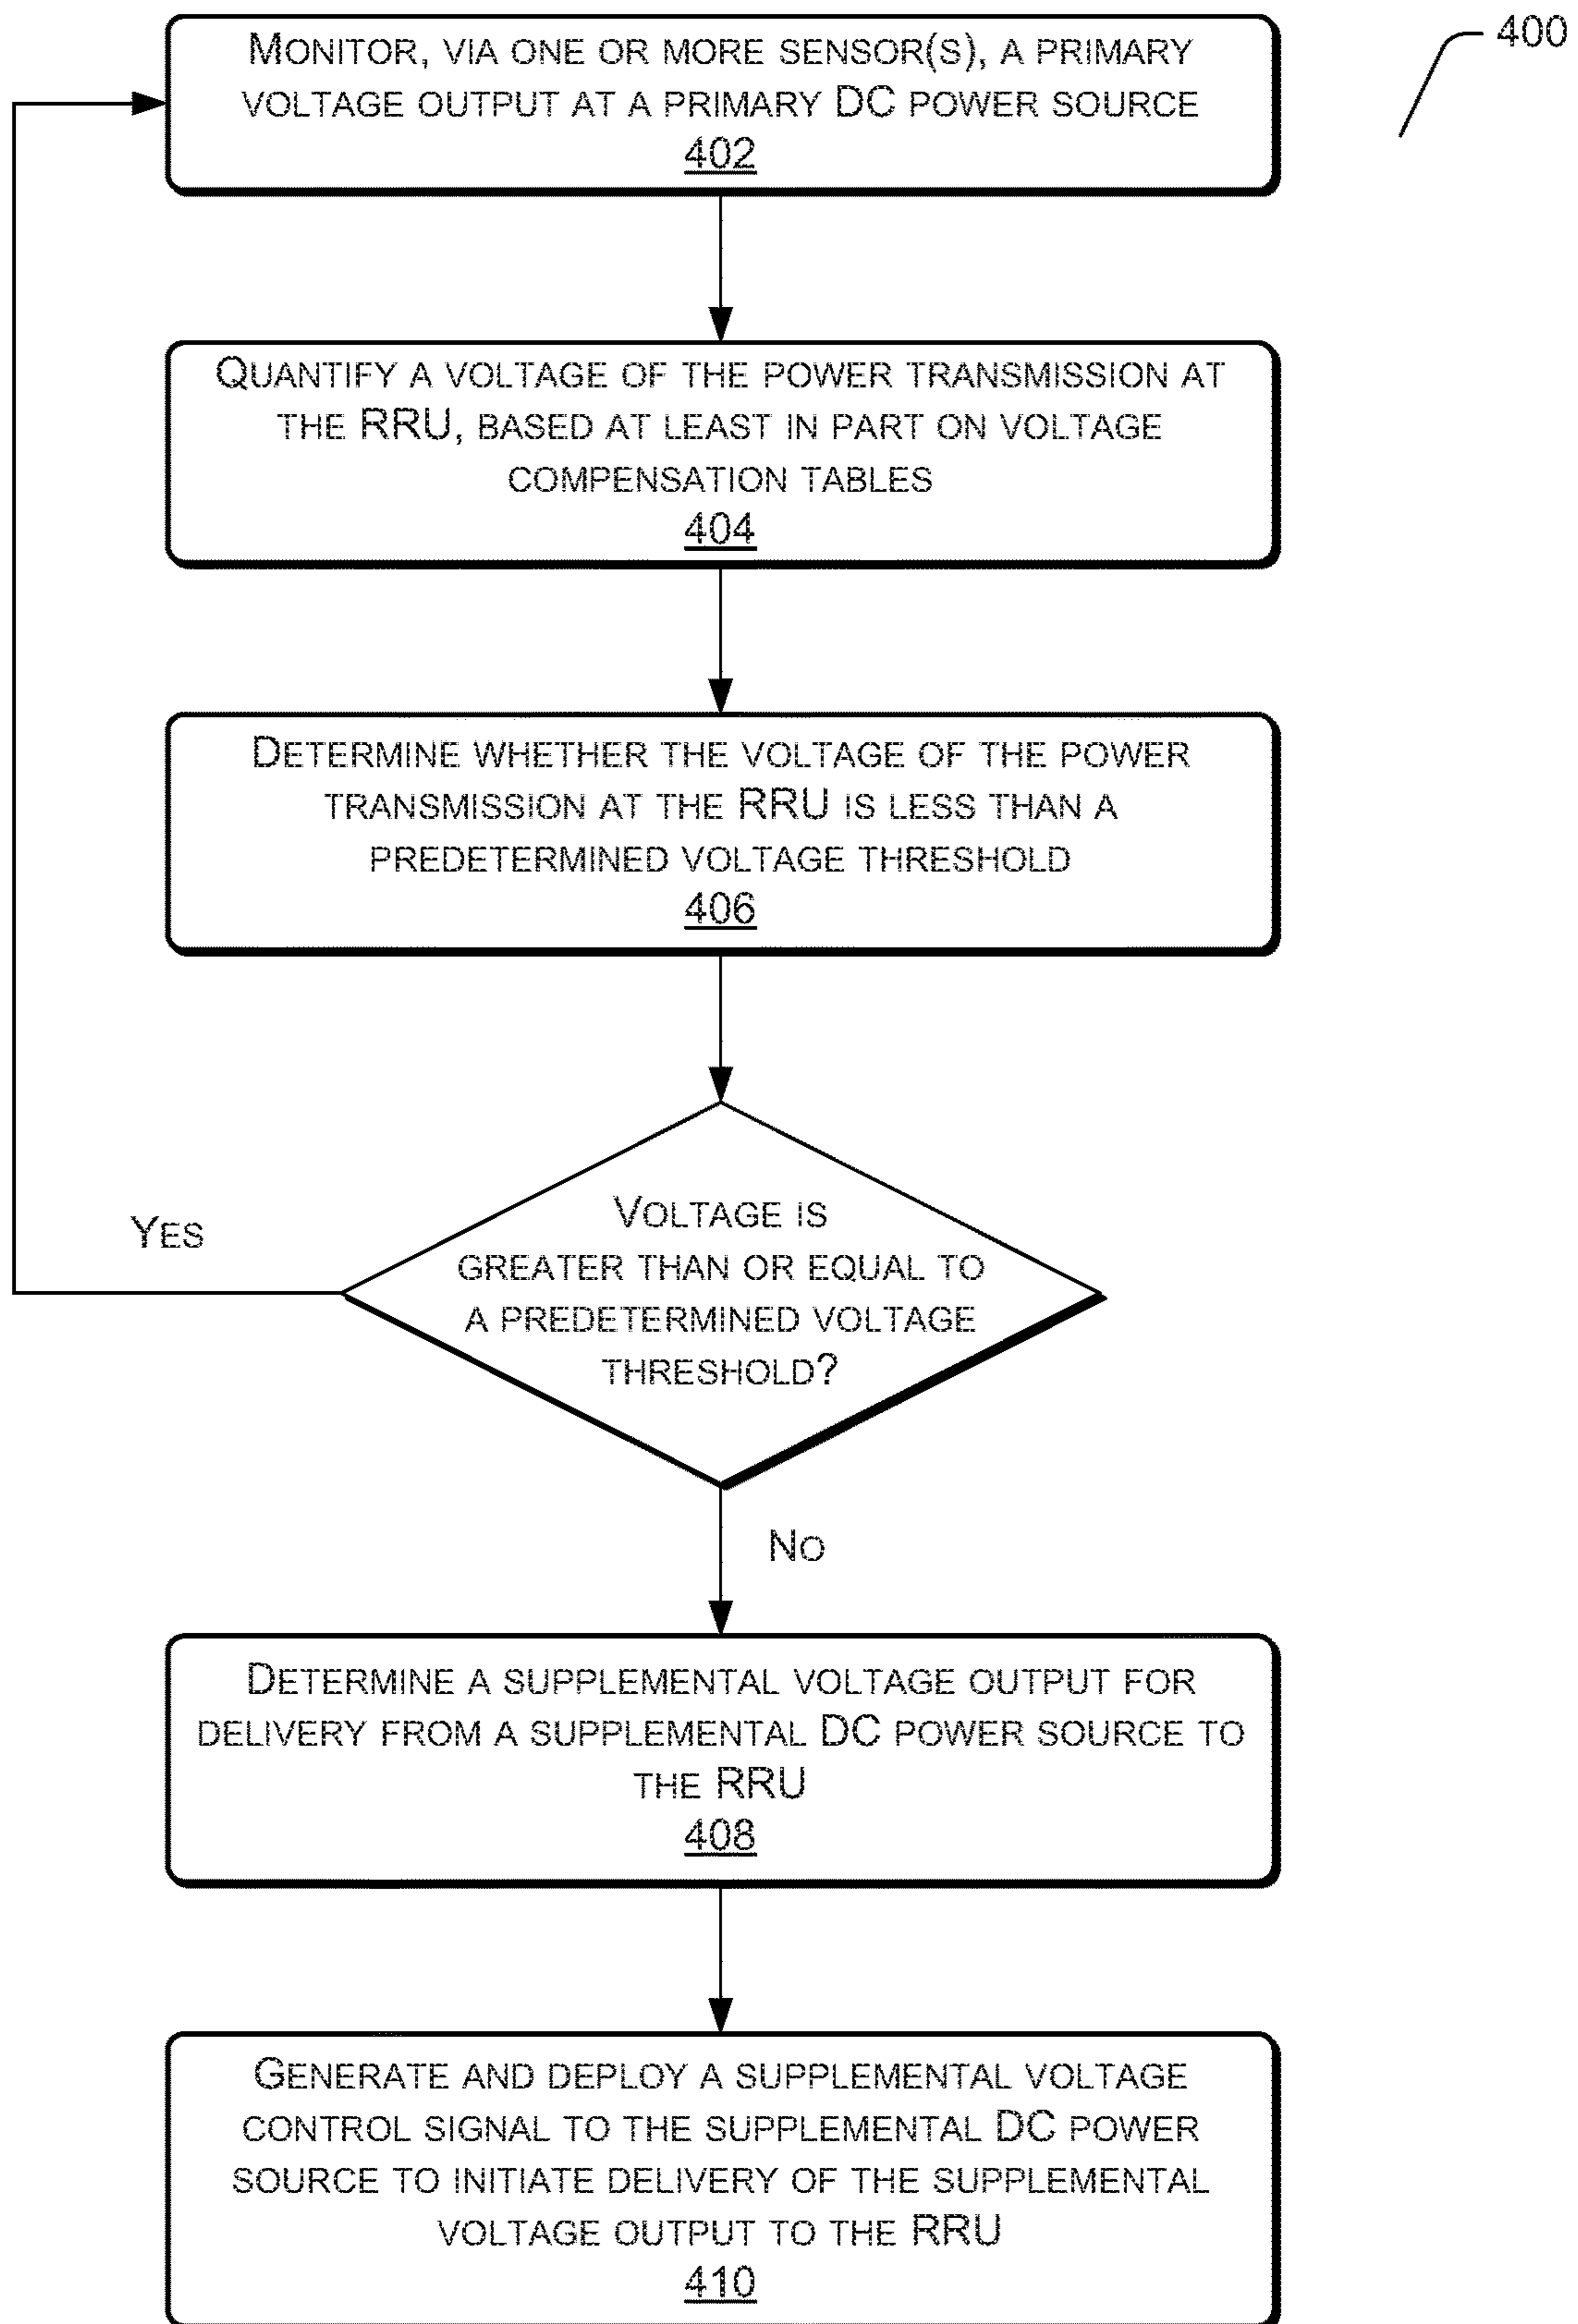 400
MONITOR, VIA ONE OR MORE SENSOR(S), A PRIMARY
VOLTAGE OUTPUT AT A PRIMARY DC POWER SOURCE
402
QUANTIFY A VOLTAGE OF THE POWER TRANSMISSION AT
THE RRU, BASED AT LEAST IN PART ON VOLTAGE
COMPENSATION TABLES
404
DETERMINE WHETHER THE VOLTAGE OF THE POWER
TRANSMISSION AT THE RRU IS LESS THAN A
PREDETERMINED VOLTAGE THRESHOLD
406
YES
VOLTAGE IS
GREATER THAN OR EQUAL TO
A PREDETERMINED VOLTAGE
THRESHOLD?
NO
DETERMINE A SUPPLEMENTAL VOLTAGE OUTPUT FOR
DELIVERY FROM A SUPPLEMENTAL DC POWER SOURCE TO
THE RRU
408
GENERATE AND DEPLOY A SUPPLEMENTAL VOLTAGE
CONTROL SIGNAL TO THE SUPPLEMENTAL DC POWER
SOURCE TO INITIATE DELIVERY OF THE SUPPLEMENTAL
VOLTAGE OUTPUT TO THE RRU
410